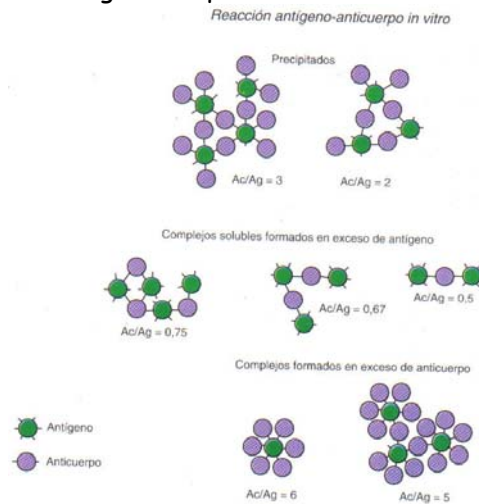 Reacción antígeno-anticuerpo in vitro
Precipitados
Ac/Ag = 3
Ac/Ag = 2
Complejos solubles formados en exceso de antígeno
Ac/Ag = 0,75
Ac/Ag = 0,67
Ac/Ag = 0,5
Complejos formados en exceso de anticuerpo
Antígeno
Anticuerpo
Ac/Ag = 6
Ac/Ag = 5